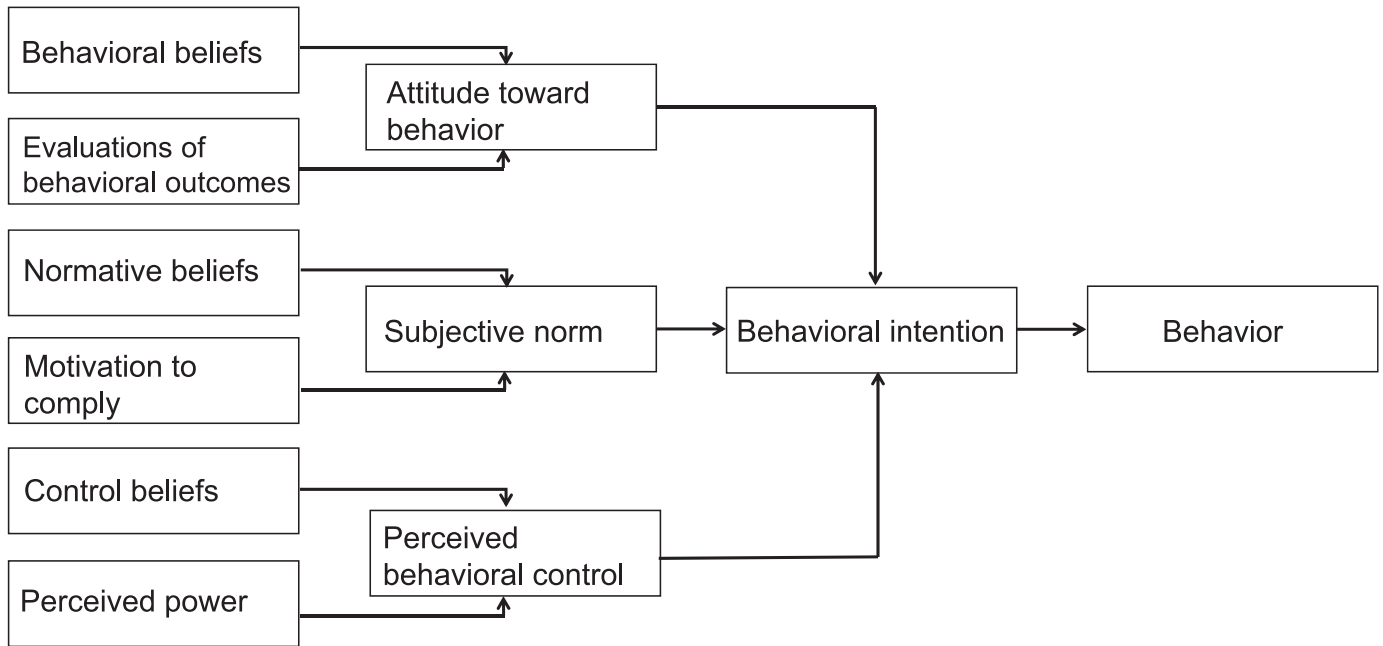 Behavioral beliefs
Attitude toward
behavior
Evaluations of
behavioral outcomes
Normative beliefs
Subjective norm
Behavioral intention
Behavior
Motivation to
comply
Control beliefs
Perceived
behavioral control
Perceived power